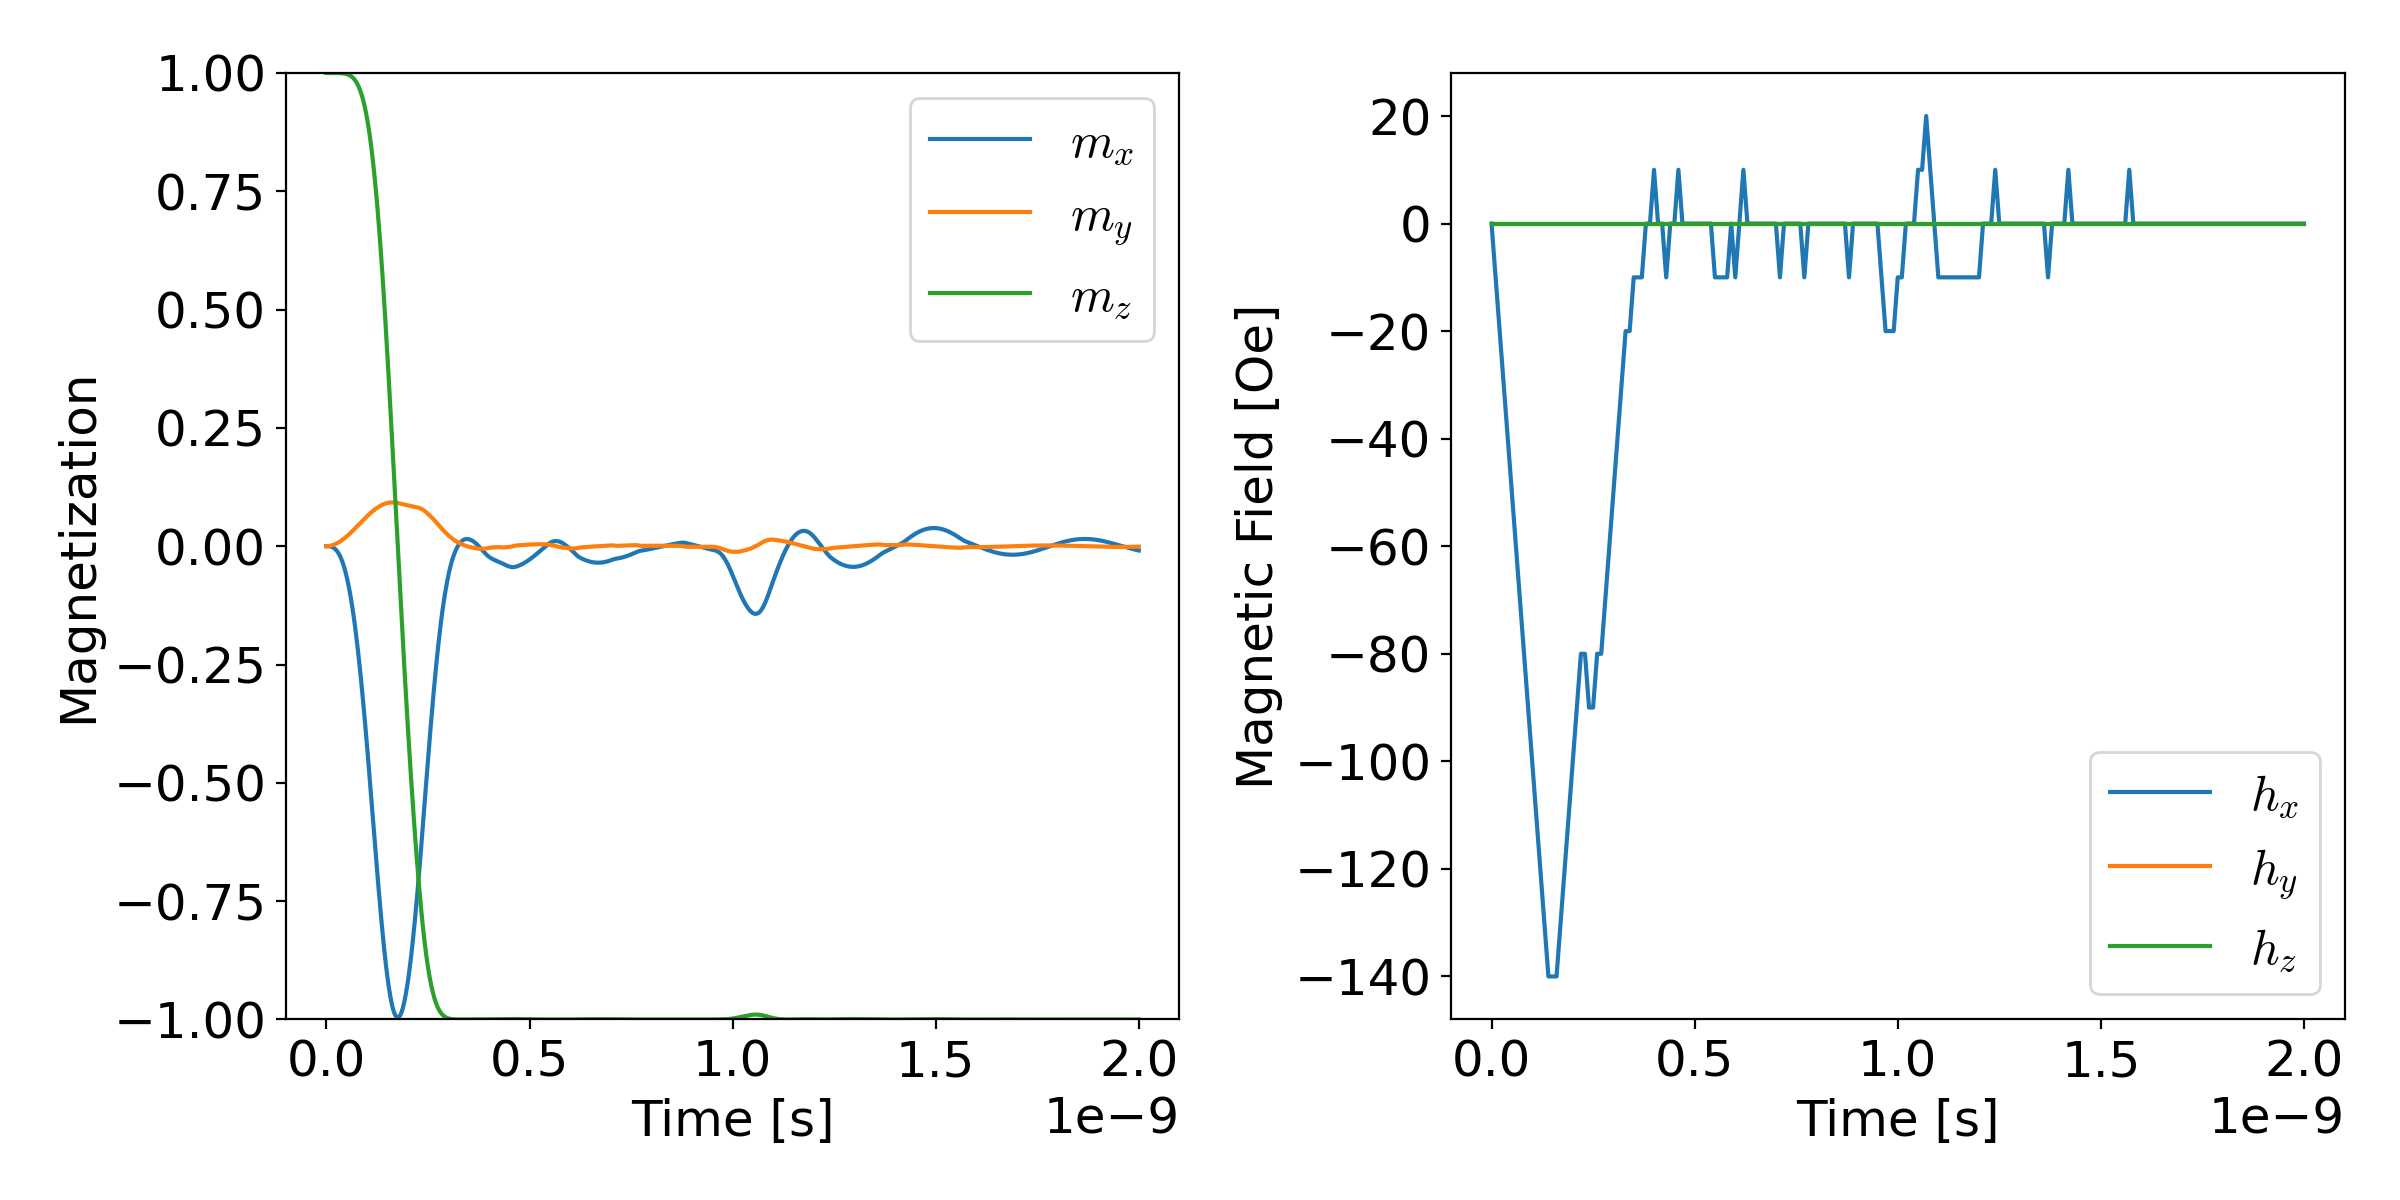 Magnetization
1.00
0.75
0.50
0.25
0.00
−0.25
−0.50
−0.75
−1.00
0.0 0.5 1.0 1.5 2.0
Time [s]
1e−9
m_x
m_y
m_z
Magnetic Field [Oe]
20
0
−20
−40
−60
−80
−100
−120
−140
0.0 0.5 1.0 1.5 2.0
Time [s]
1e−9
h_x
h_y
h_z